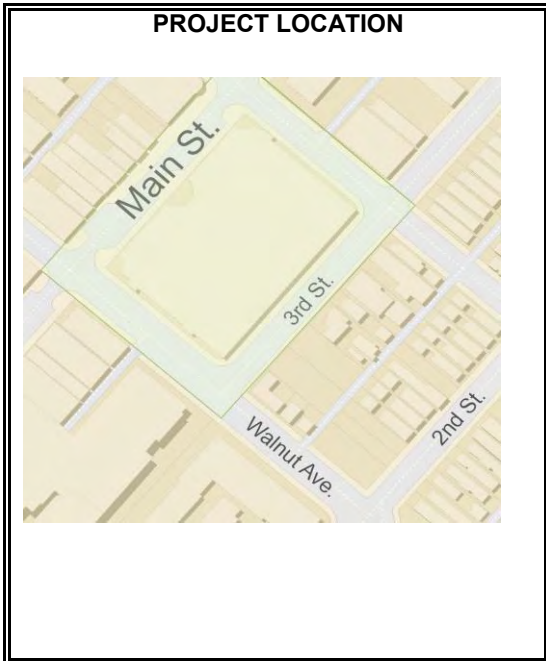 PROJECT LOCATION
Main St.
3rd St.
Walnut Ave.
2nd St.